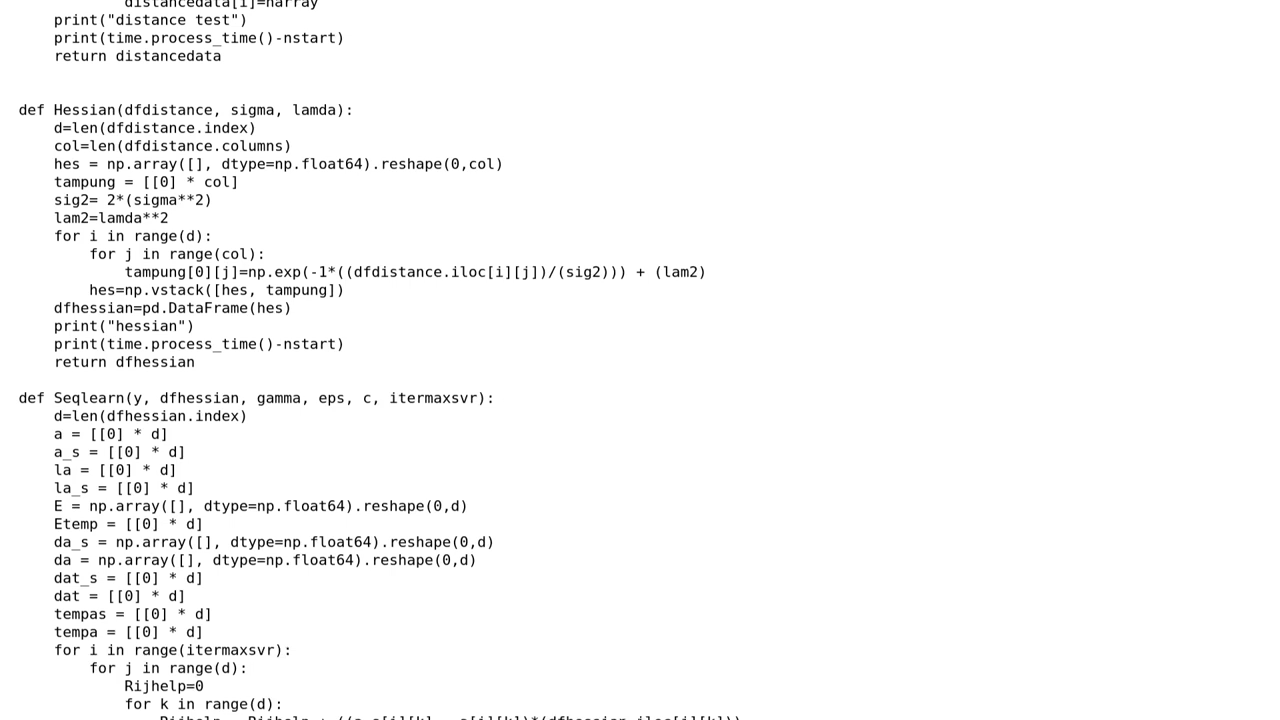 distancedata[i]=narray
    print("distance test")
    print(time.process_time()-nstart)
    return distancedata
def Hessian(dfdistance, sigma, lamda):
    d=len(dfdistance.index)
    col=len(dfdistance.columns)
    hes = np.array([], dtype=np.float64).reshape(0,col)
    tampung = [[0] * col]
    sig2= 2*(sigma**2)
    lam2=lamda**2
    for i in range(d):
        for j in range(col):
            tampung[0][j]=np.exp(-1*((dfdistance.iloc[i][j])/(sig2))) + (lam2)
        hes=np.vstack([hes, tampung])
    dfhessian=pd.DataFrame(hes)
    print("hessian")
    print(time.process_time()-nstart)
    return dfhessian
def Seqlearn(y, dfhessian, gamma, eps, c, itermaxsvr):
    d=len(dfhessian.index)
    a = [[0] * d]
    a_s = [[0] * d]
    la = [[0] * d]
    la_s = [[0] * d]
    E = np.array([], dtype=np.float64).reshape(0,d)
    Etemp = [[0] * d]
    da_s = np.array([], dtype=np.float64).reshape(0,d)
    da = np.array([], dtype=np.float64).reshape(0,d)
    dat_s = [[0] * d]
    dat = [[0] * d]
    tempas = [[0] * d]
    tempa = [[0] * d]
    for i in range(itermaxsvr):
        for j in range(d):
            Rijhelp=0
            for k in range(d):